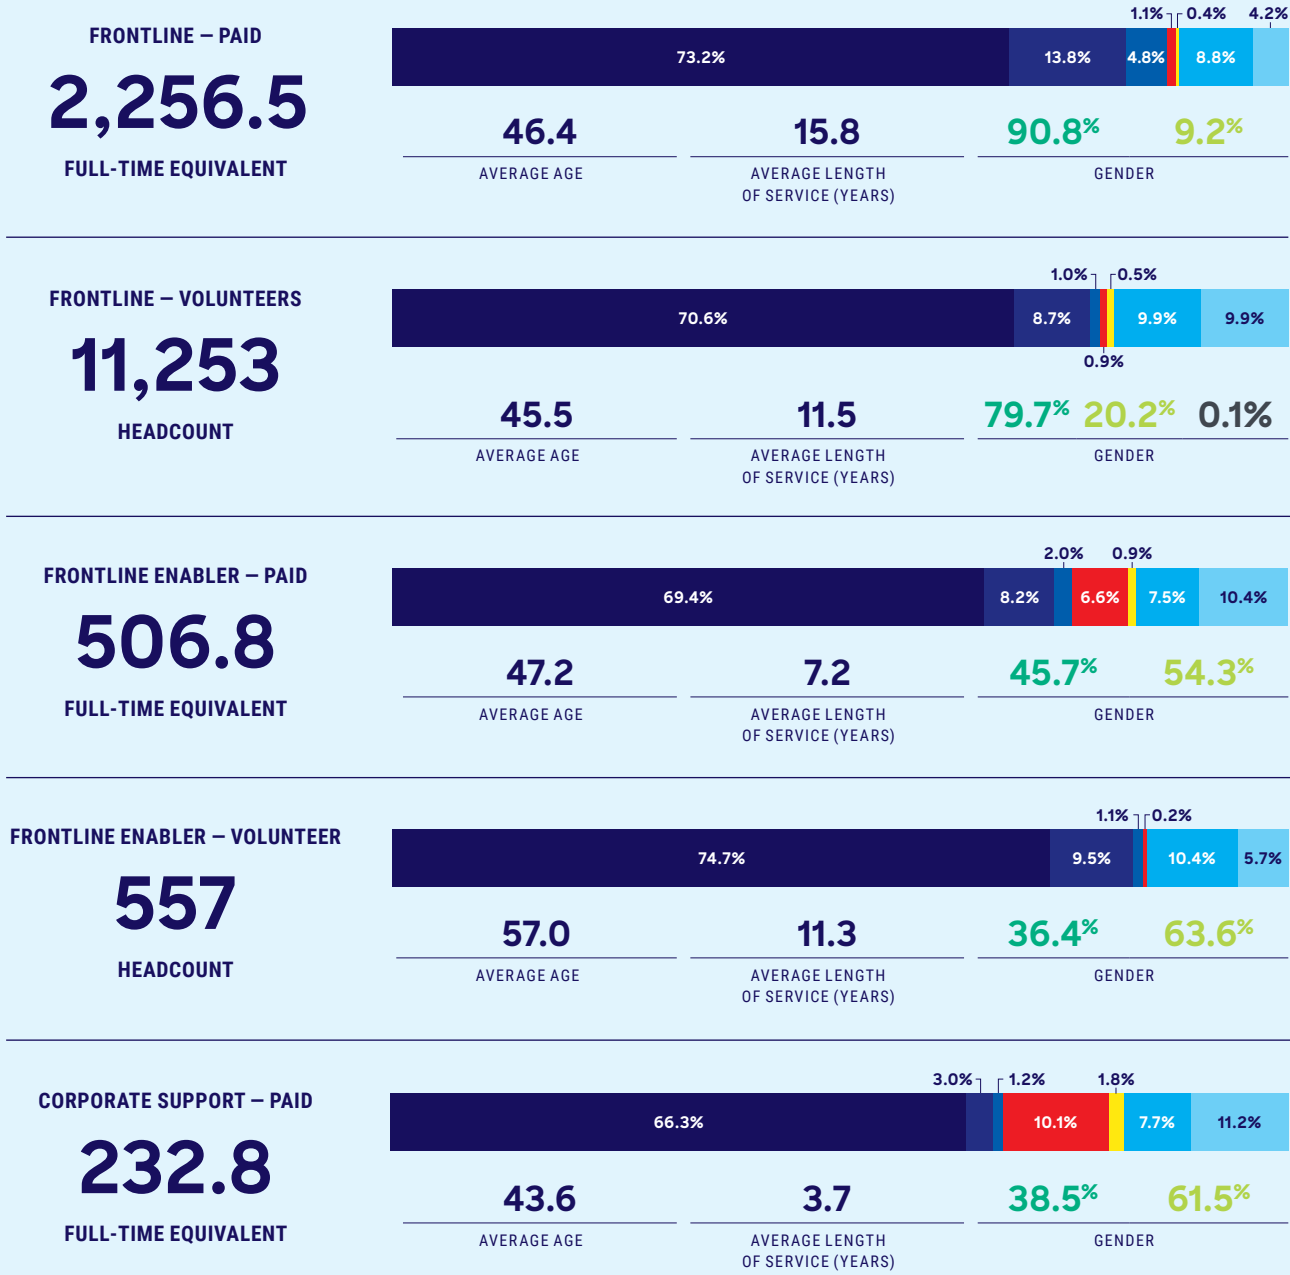 FRONTLINE – PAID
2,256.5
FULL-TIME EQUIVALENT
1.1% 0.4% 4.2%
73.2% 13.8% 4.8% 8.8%
46.4 15.8 90.8% 9.2%
AVERAGE AGE AVERAGE LENGTH GENDER
OF SERVICE (YEARS)
FRONTLINE – VOLUNTEERS
11,253
HEADCOUNT
1.0% 0.5%
70.6% 8.7% 9.9% 9.9%
0.9%
45.5 11.5 79.7% 20.2% 0.1%
AVERAGE AGE AVERAGE LENGTH GENDER
OF SERVICE (YEARS)
FRONTLINE ENABLER – PAID
506.8
FULL-TIME EQUIVALENT
2.0% 0.9%
69.4% 8.2% 6.6% 7.5% 10.4%
47.2 7.2 45.7% 54.3%
AVERAGE AGE AVERAGE LENGTH GENDER
OF SERVICE (YEARS)
FRONTLINE ENABLER – VOLUNTEER
557
HEADCOUNT
1.1% 0.2%
74.7% 9.5% 10.4% 5.7%
57.0 11.3 36.4% 63.6%
AVERAGE AGE AVERAGE LENGTH GENDER
OF SERVICE (YEARS)
CORPORATE SUPPORT – PAID
232.8
FULL-TIME EQUIVALENT
3.0% 1.2% 1.8%
66.3% 10.1% 7.7% 11.2%
43.6 3.7 38.5% 61.5%
AVERAGE AGE AVERAGE LENGTH GENDER
OF SERVICE (YEARS)